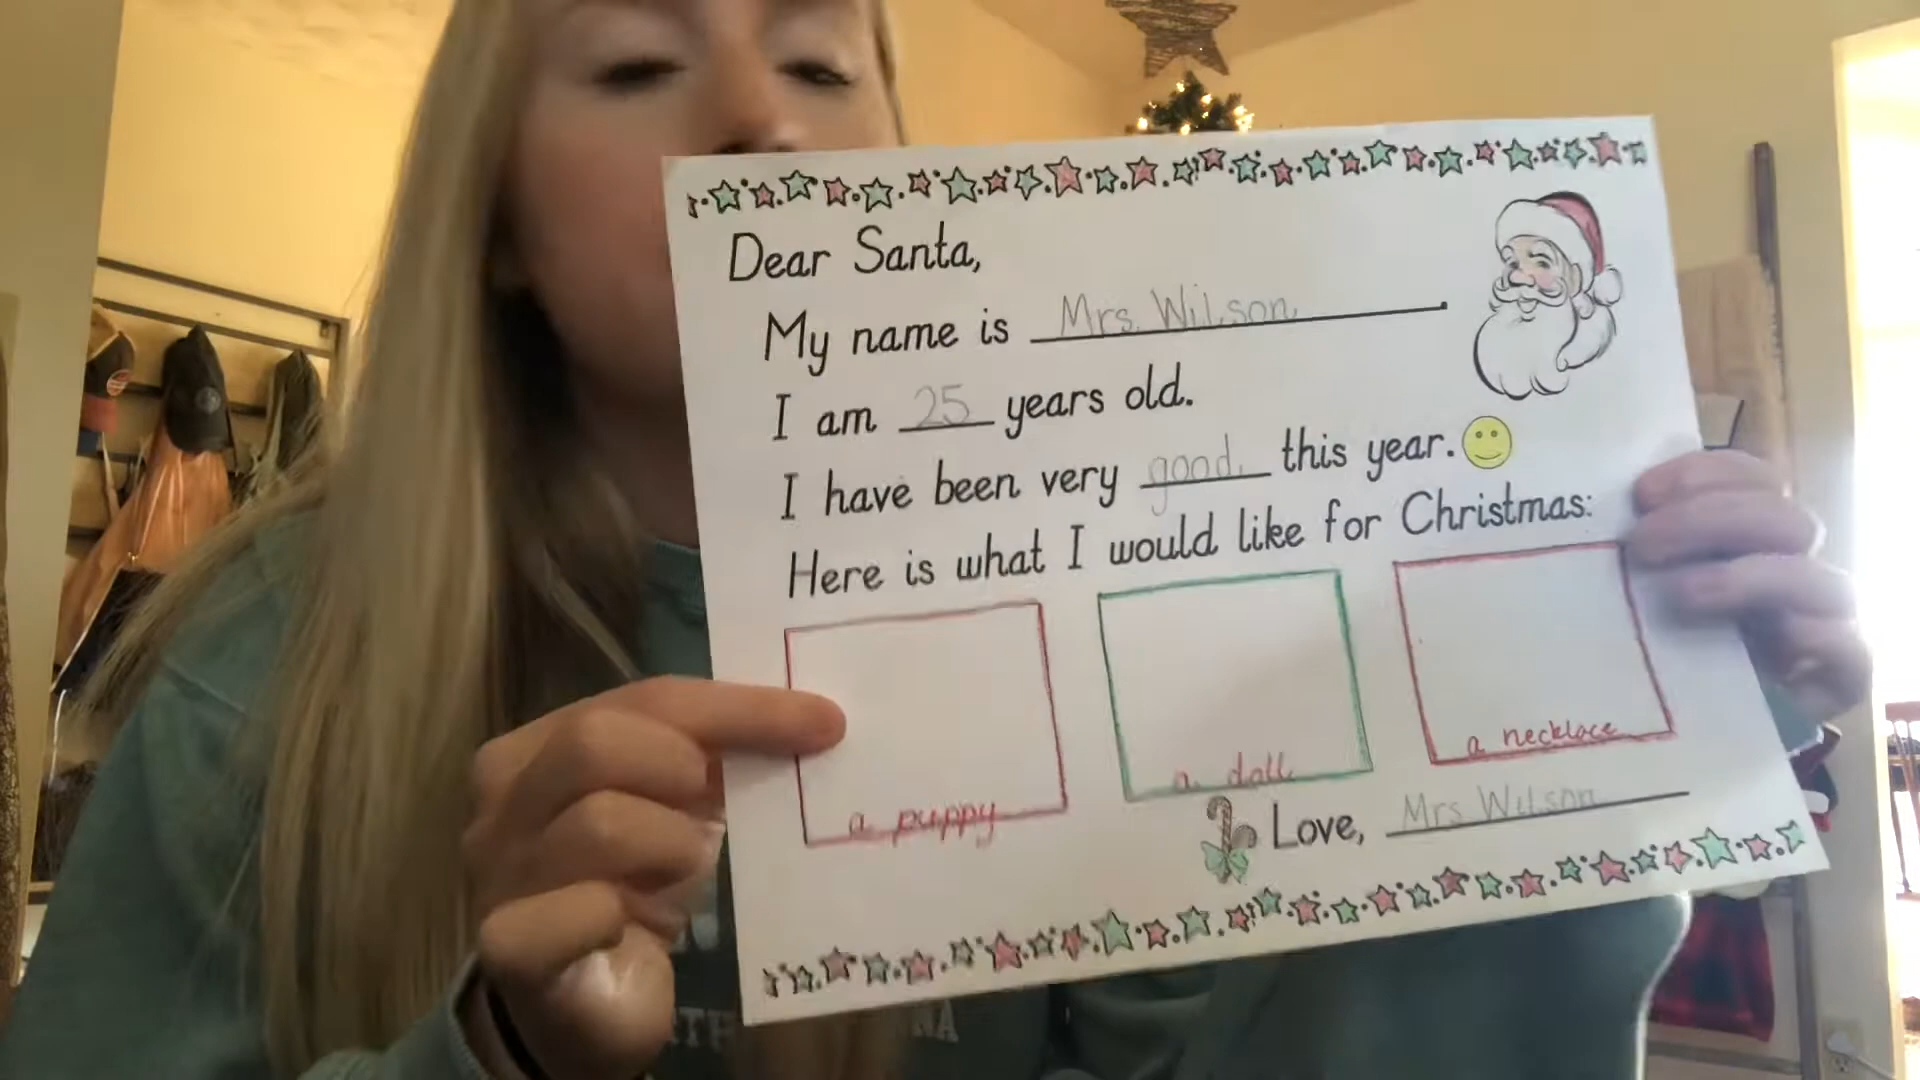 Dear Santa,
My name is Mrs. Wilson
I am 25 years old.
I have been very good this year.
Here is what I would like for Christmas:
a puppy
a doll
a necklace
Love, Mrs Wilson